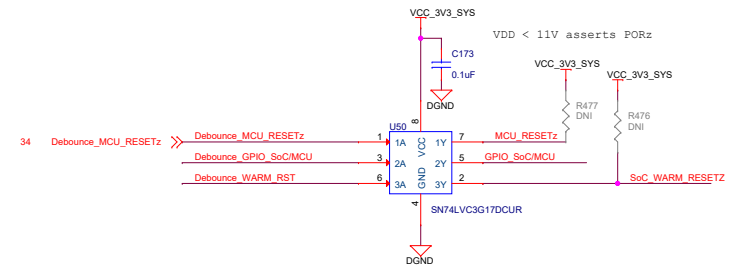 VCC_3V3_SYS
VDD < 11V asserts PORz
C173
0.1uF
DGND
VCC_3V3_SYS
VCC_3V3_SYS
R477
DNI
R476
DNI
U50
8
34 Debounce_MCU_RESETz
Debounce_MCU_RESETz 1 1A VCC 1Y 7 MCU_RESETz
Debounce_GPIO_SoC/MCU 3 2A 2Y 5 GPIO_SoC/MCU
Debounce_WARM_RST 6 3A GND 3Y 2 SoC_WARM_RESETZ
4
SN74LVC3G17DCUR
DGND